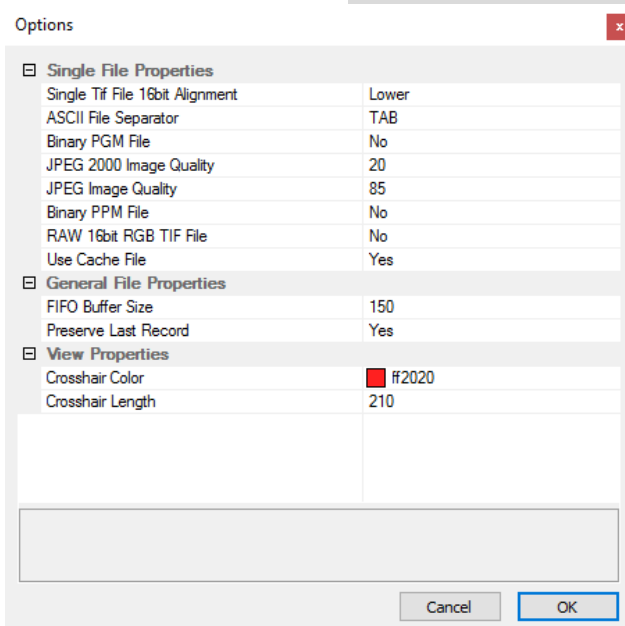 Options
x
Single File Properties
Single Tif File 16bit Alignment Lower
ASCII File Separator TAB
Binary PGM File No
JPEG 2000 Image Quality 20
JPEG Image Quality 85
Binary PPM File No
RAW 16bit RGB TIF File No
Use Cache File Yes
General File Properties
FIFO Buffer Size 150
Preserve Last Record Yes
View Properties
Crosshair Color ff2020
Crosshair Length 210
Cancel OK